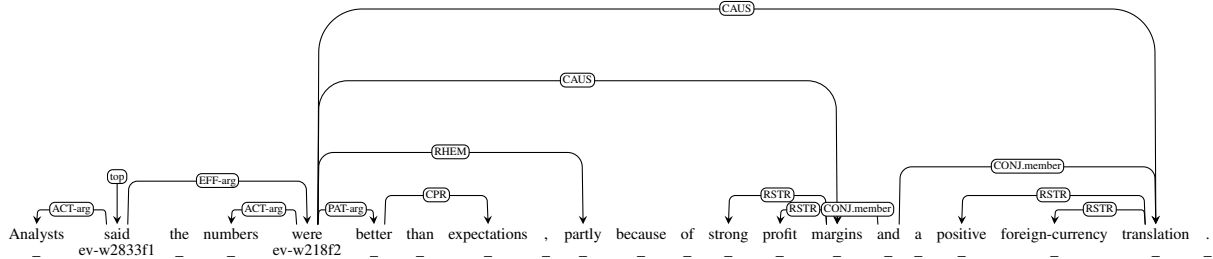 CAUS
CAUS
RHEM
top EFF-arg CONJ.member
ACT-arg ACT-arg PAT-arg CPR RSTR RSTR CONJ.member RSTR RSTR
Analysts said the numbers were better than expectations , partly because of strong profit margins and a positive foreign-currency translation .
_ ev-w2833f1 _ _ ev-w218f2 _ _ _ _ _ _ _ _ _ _ _ _ _ _ _ _